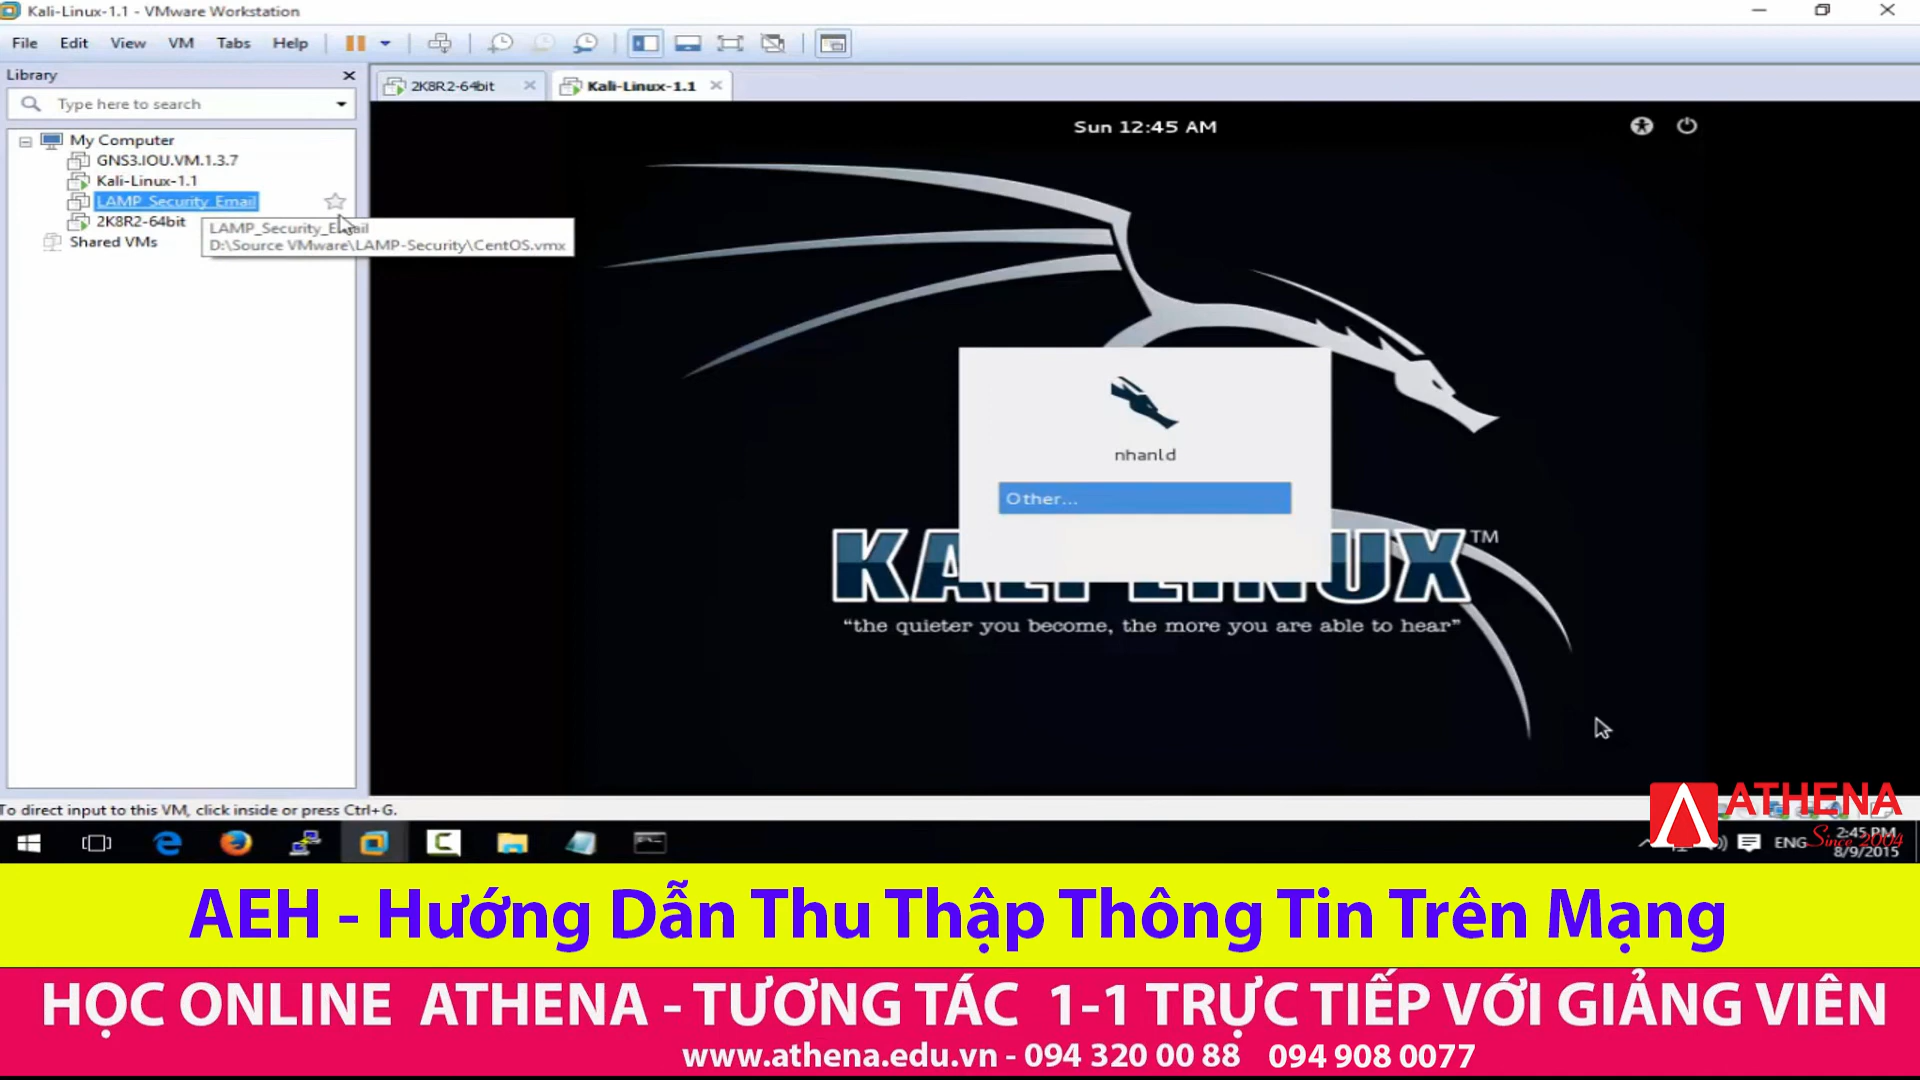 Kali-Linux-1.1 - VMware Workstation
File Edit View VM Tabs Help
Library
Type here to search
2K8R2-64bit
Kali-Linux-1.1
My Computer
GNS3.IOU.VM.1.3.7
Kali-Linux-1.1
LAMP_Security_Email
2K8R2-64bit
Shared VMs
LAMP_Security_Email
D:\Source VMware\LAMP-Security\CentOS.vmx
Sun 12:45 AM
nhanld
Other...
KALI LINUX™
“the quieter you become, the more you are able to hear”
To direct input to this VM, click inside or press Ctrl+G.
ATHENA
Since 2004
ENG
2:45 PM
8/9/2015
AEH - Hướng Dẫn Thu Thập Thông Tin Trên Mạng
HỌC ONLINE ATHENA - TƯƠNG TÁC 1-1 TRỰC TIẾP VỚI GIẢNG VIÊN
www.athena.edu.vn - 094 320 00 88 094 908 0077